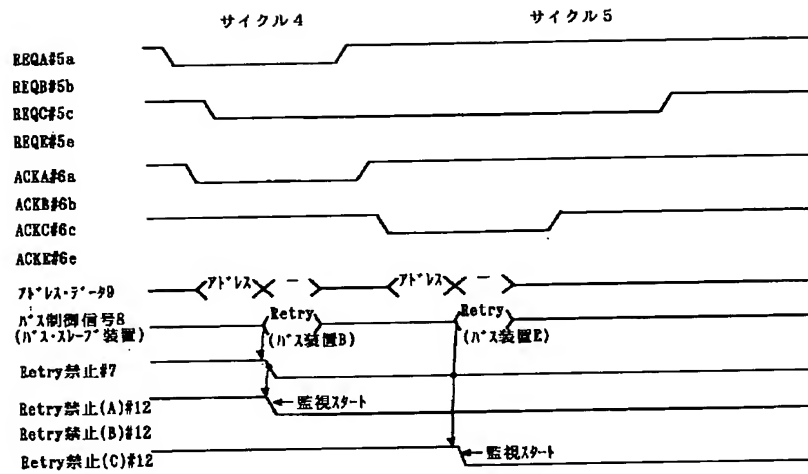 サイクル4 サイクル5
REQA#5a
REQB#5b
REQC#5c
REQE#5e
ACKA#6a
ACKB#6b
ACKC#6c
ACKE#6e
アドレス・データ9 アドレス － アドレス －
バス制御信号8 Retry Retry
(バス・スレーブ装置) (バス装置B) (バス装置E)
Retry禁止#7
Retry禁止(A)#12 ←監視スタート
Retry禁止(B)#12
Retry禁止(C)#12 ←監視スタート